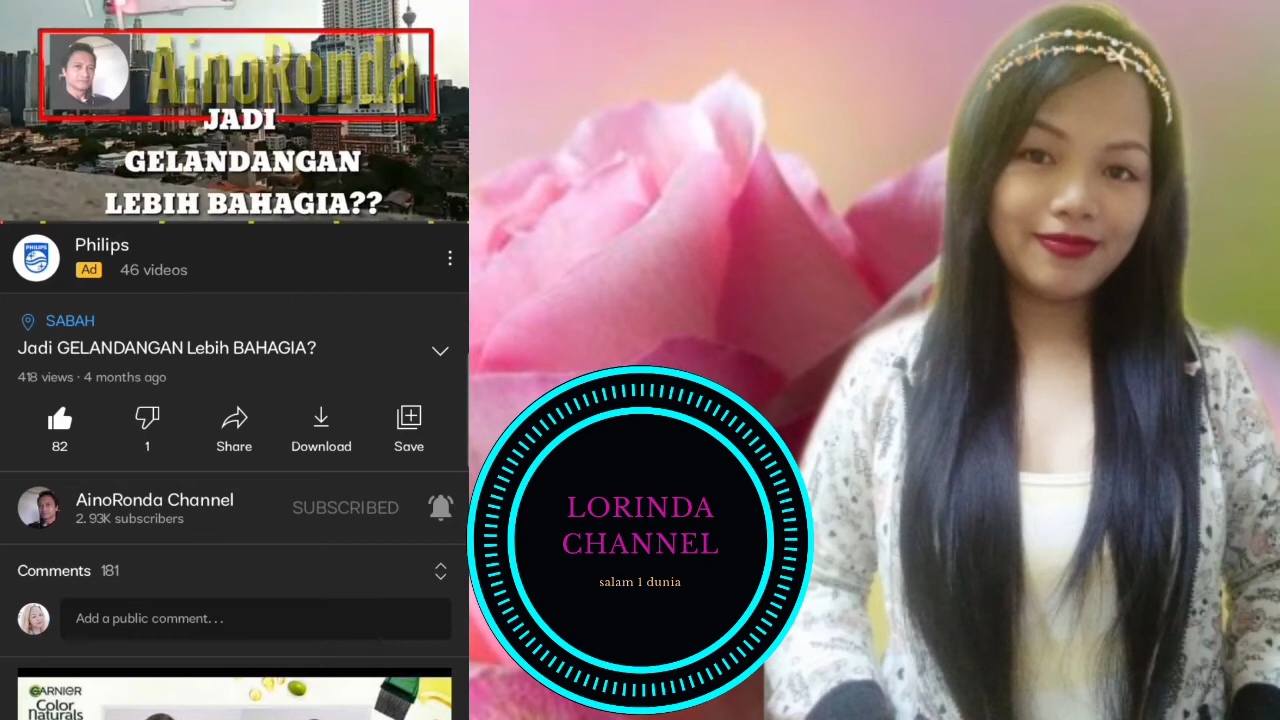 AinoRonda
JADI
GELANDANGAN
LEBIH BAHAGIA??
PHILIPS
Philips
Ad 46 videos
SABAH
Jadi GELANDANGAN Lebih BAHAGIA?
418 views · 4 months ago
82 1 Share Download Save
AinoRonda Channel
2.93K subscribers
SUBSCRIBED
Comments 181
Add a public comment...
GARNIER
Color
naturals
LORINDA
CHANNEL
salam 1 dunia